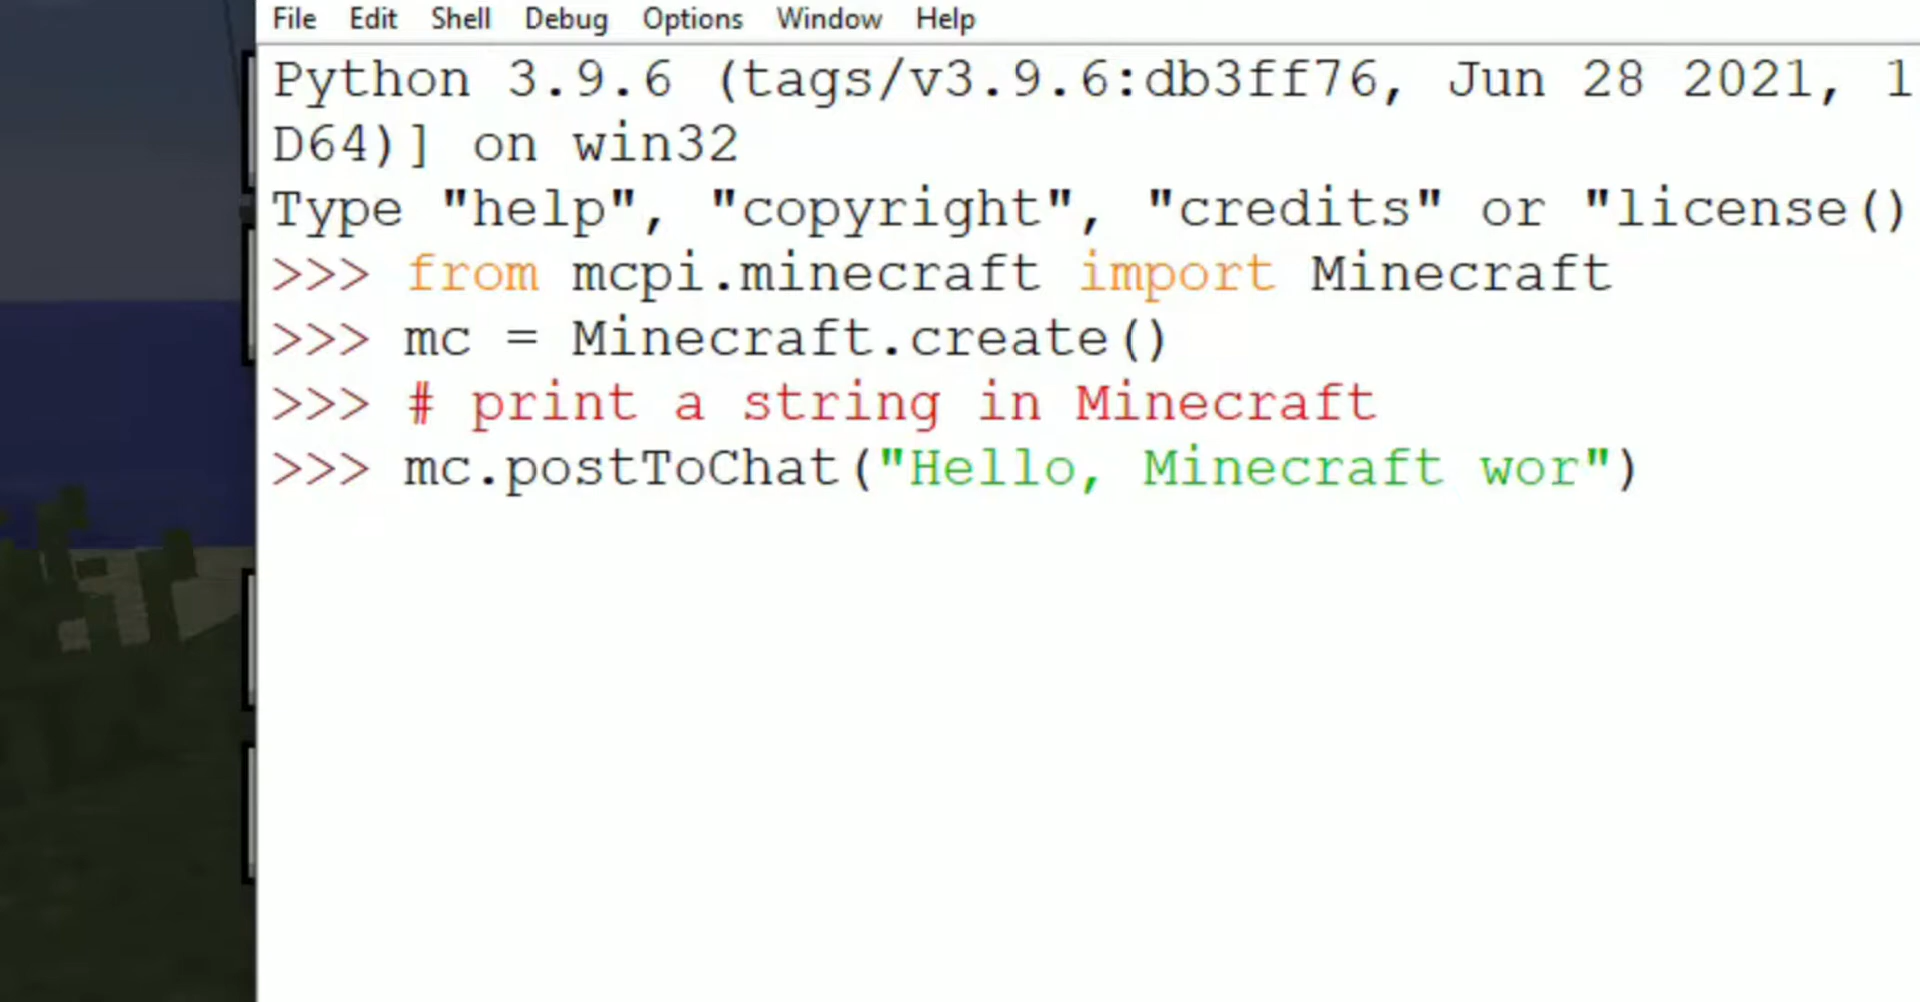 File Edit Shell Debug Options Window Help
Python 3.9.6 (tags/v3.9.6:db3ff76, Jun 28 2021, 1
D64)] on win32
Type "help", "copyright", "credits" or "license()
>>> from mcpi.minecraft import Minecraft
>>> mc = Minecraft.create()
>>> # print a string in Minecraft
>>> mc.postToChat("Hello, Minecraft wor")